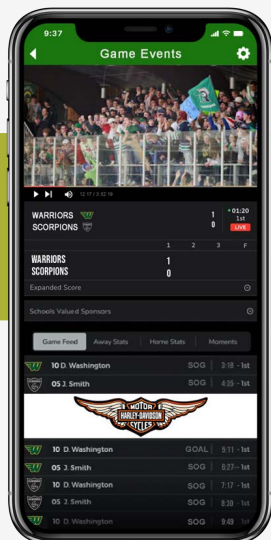 9:37
Game Events
12:17 / 3:22:19
WARRIORS 1 • 01:20
1st
SCORPIONS 0 LIVE
1 2 3 F
WARRIORS 1
SCORPIONS 0
Expanded Score
Schools Valued Sponsors
Game Feed Away Stats Home Stats Moments
10 D. Washington SOG 3:18 - 1st
05 J. Smith SOG 4:55 - 1st
MOTOR
HARLEY-DAVIDSON
CYCLES
10 D. Washington GOAL 5:11 - 1st
05 J. Smith SOG 6:27 - 1st
10 D. Washington SOG 7:17 - 1st
05 J. Smith SOG 8:30 - 1st
10 D. Washington SOG 9:49 1st